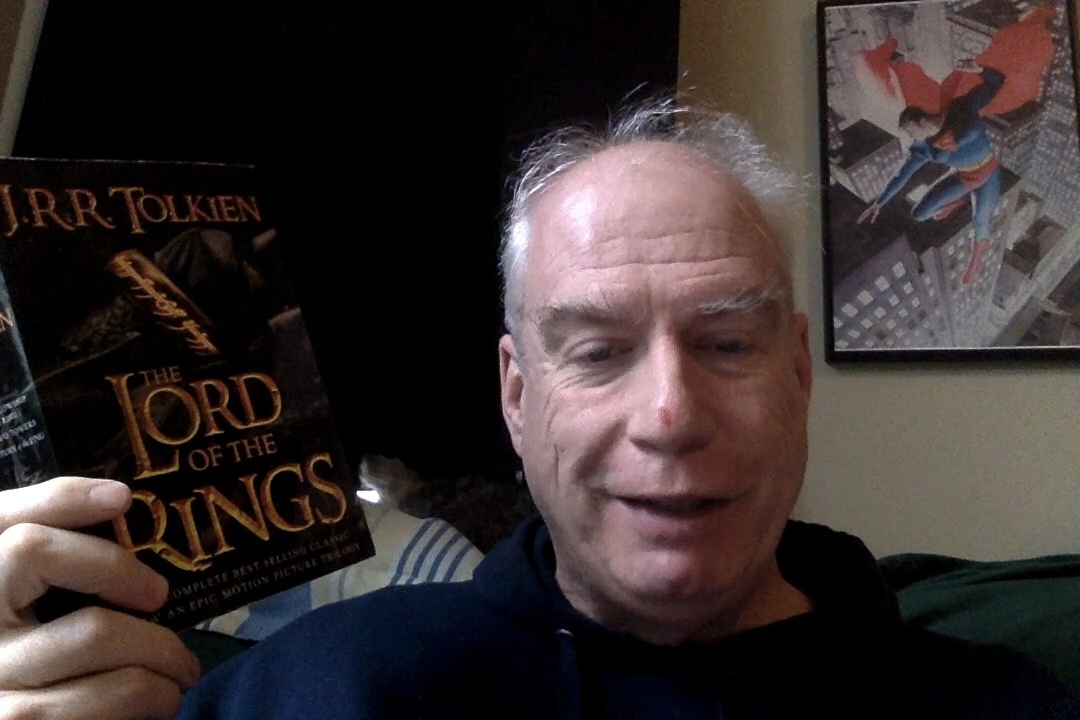 J.R.R. TOLKIEN
THE
LORD
OF THE
RINGS
COMPLETE BEST-SELLING CLASSIC
AN EPIC MOTION PICTURE TRILOGY